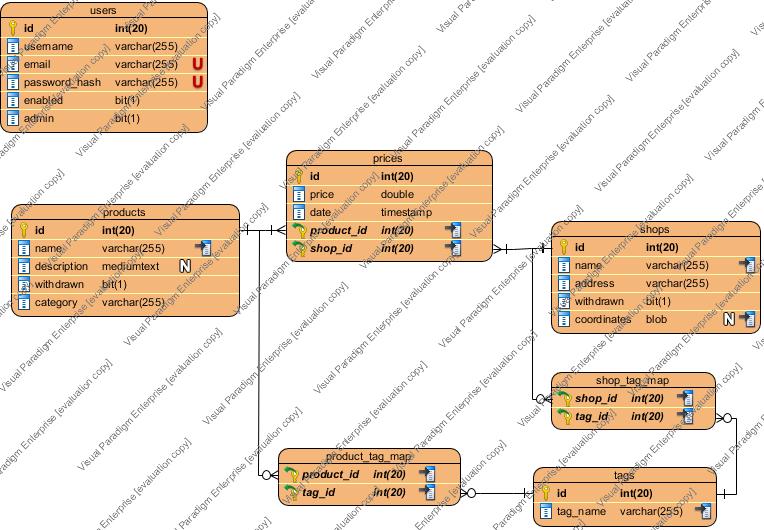 users
id int(20)
username varchar(255)
email varchar(255) U
password_hash varchar(255) U
enabled bit(1)
admin bit(1)
prices
id int(20)
price double
date timestamp
product_id int(20)
shop_id int(20)
products
id int(20)
name varchar(255)
description mediumtext N
withdrawn bit(1)
category varchar(255)
shops
id int(20)
name varchar(255)
address varchar(255)
withdrawn bit(1)
coordinates blob N
shop_tag_map
shop_id int(20)
tag_id int(20)
product_tag_map
product_id int(20)
tag_id int(20)
tags
id int(20)
tag_name varchar(255)
Visual Paradigm Enterprise [evaluation copy]